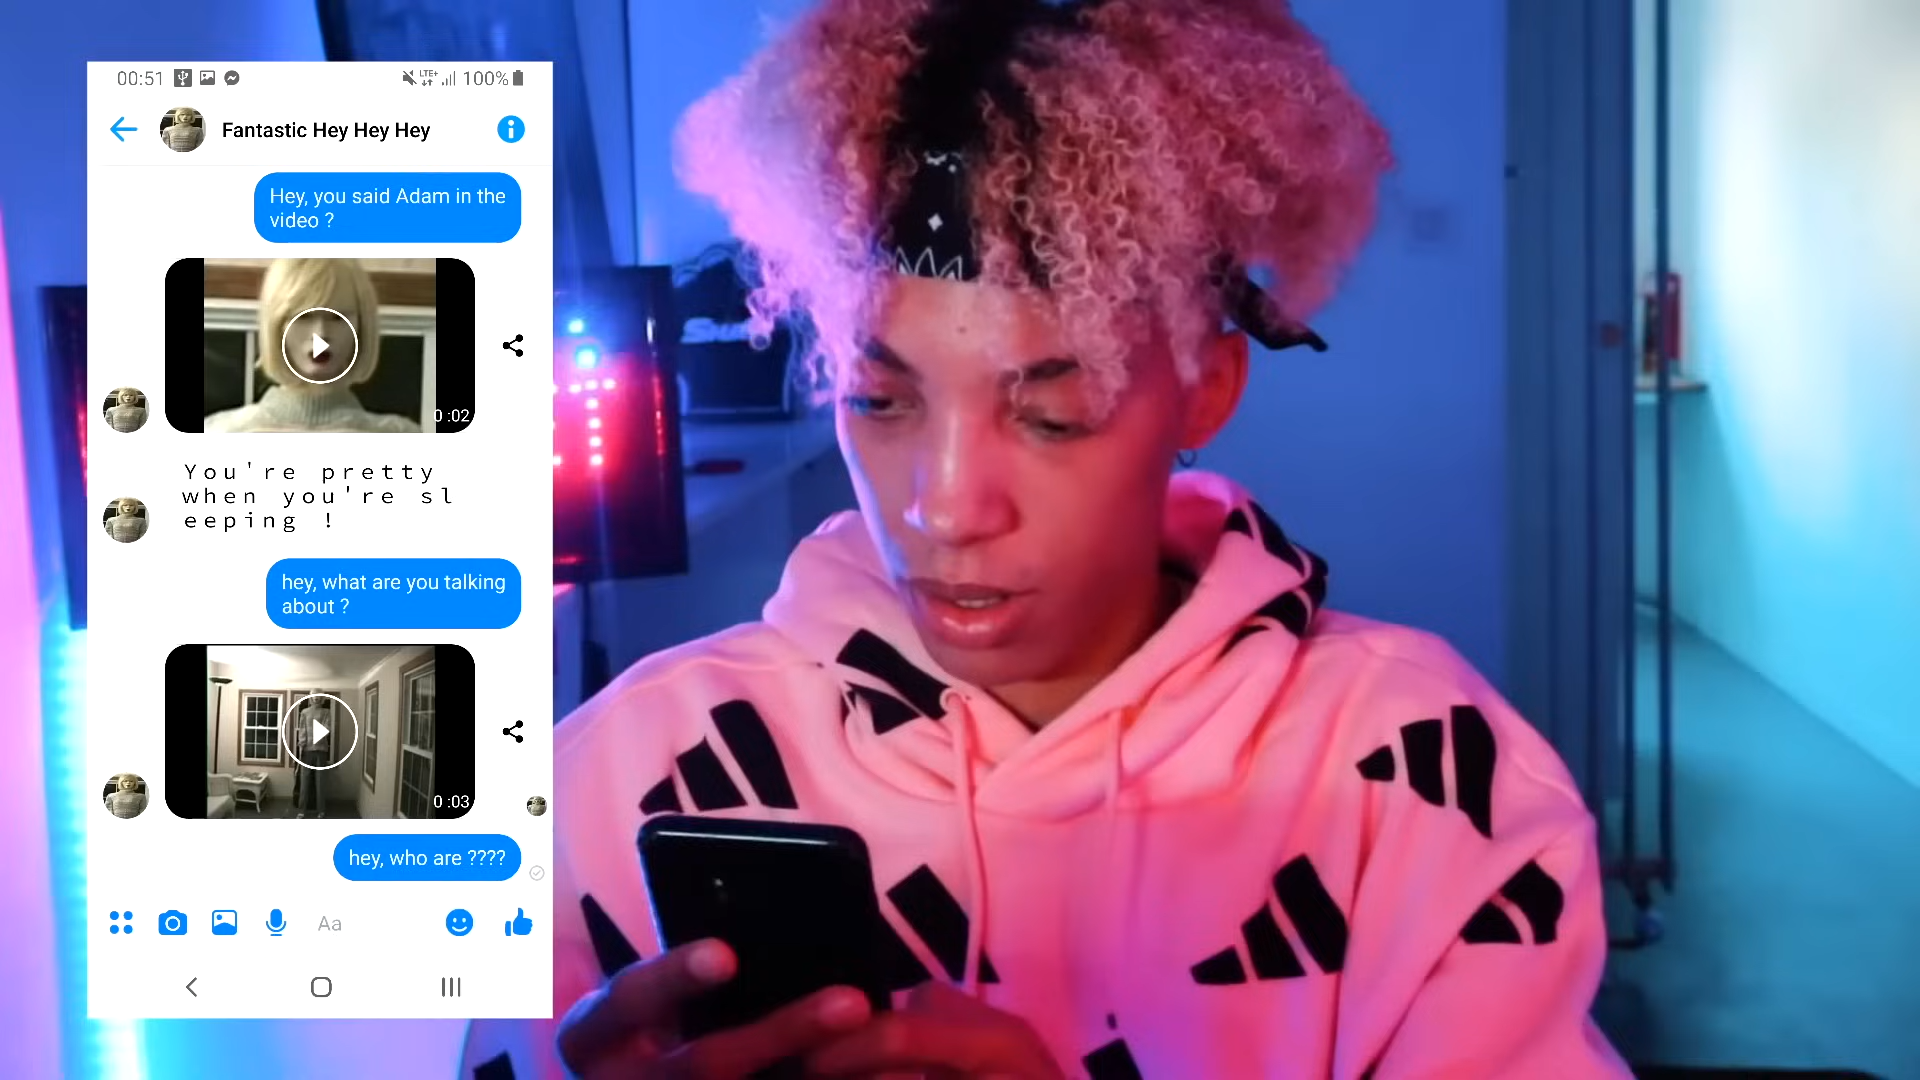 00:51 LTE+ 100%
Fantastic Hey Hey Hey
Hey, you said Adam in the
video ?
0:02
You're pretty
when you're sl
eeping !
hey, what are you talking
about ?
0:03
hey, who are ????
Aa